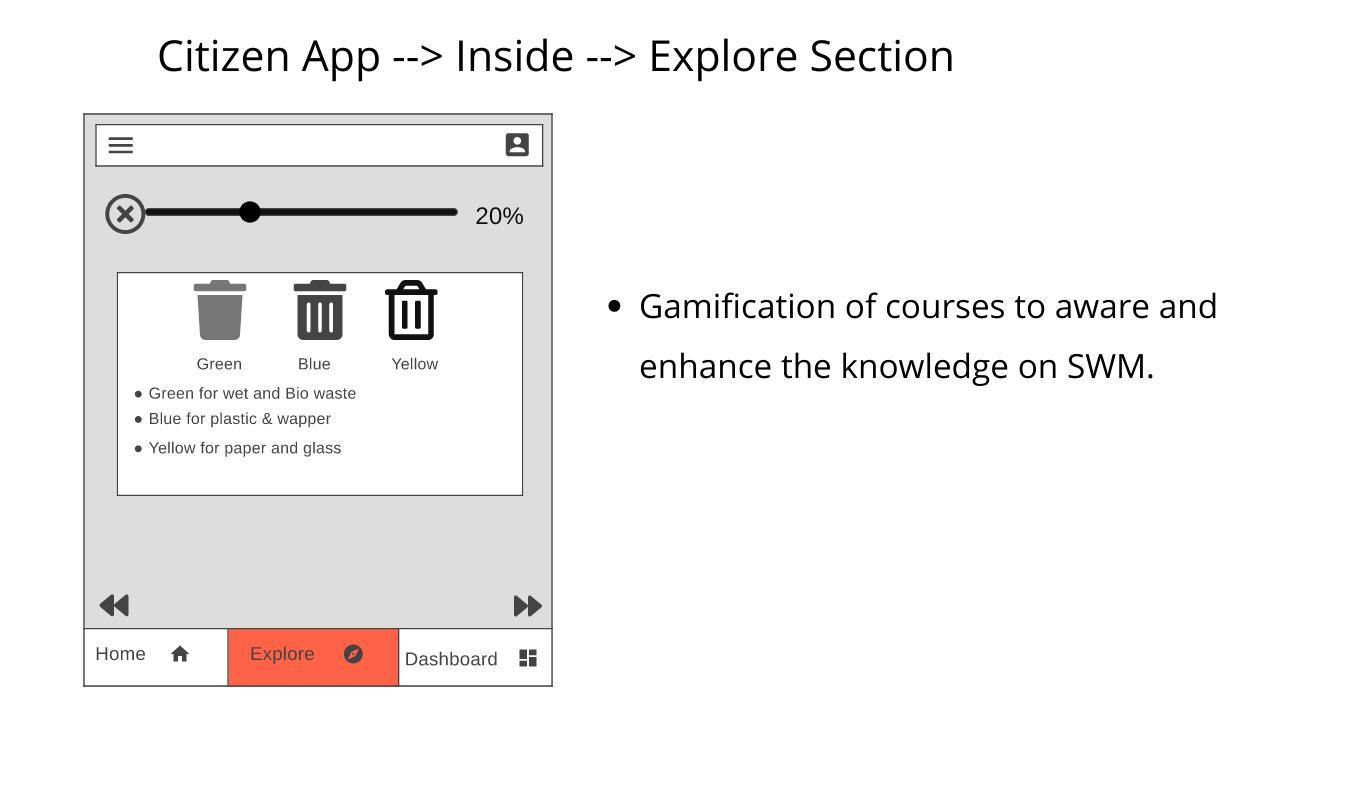 Citizen App --> Inside --> Explore Section
20%
Green Blue Yellow
● Green for wet and Bio waste
● Blue for plastic & wapper
● Yellow for paper and glass
Home Explore Dashboard
• Gamification of courses to aware and
enhance the knowledge on SWM.